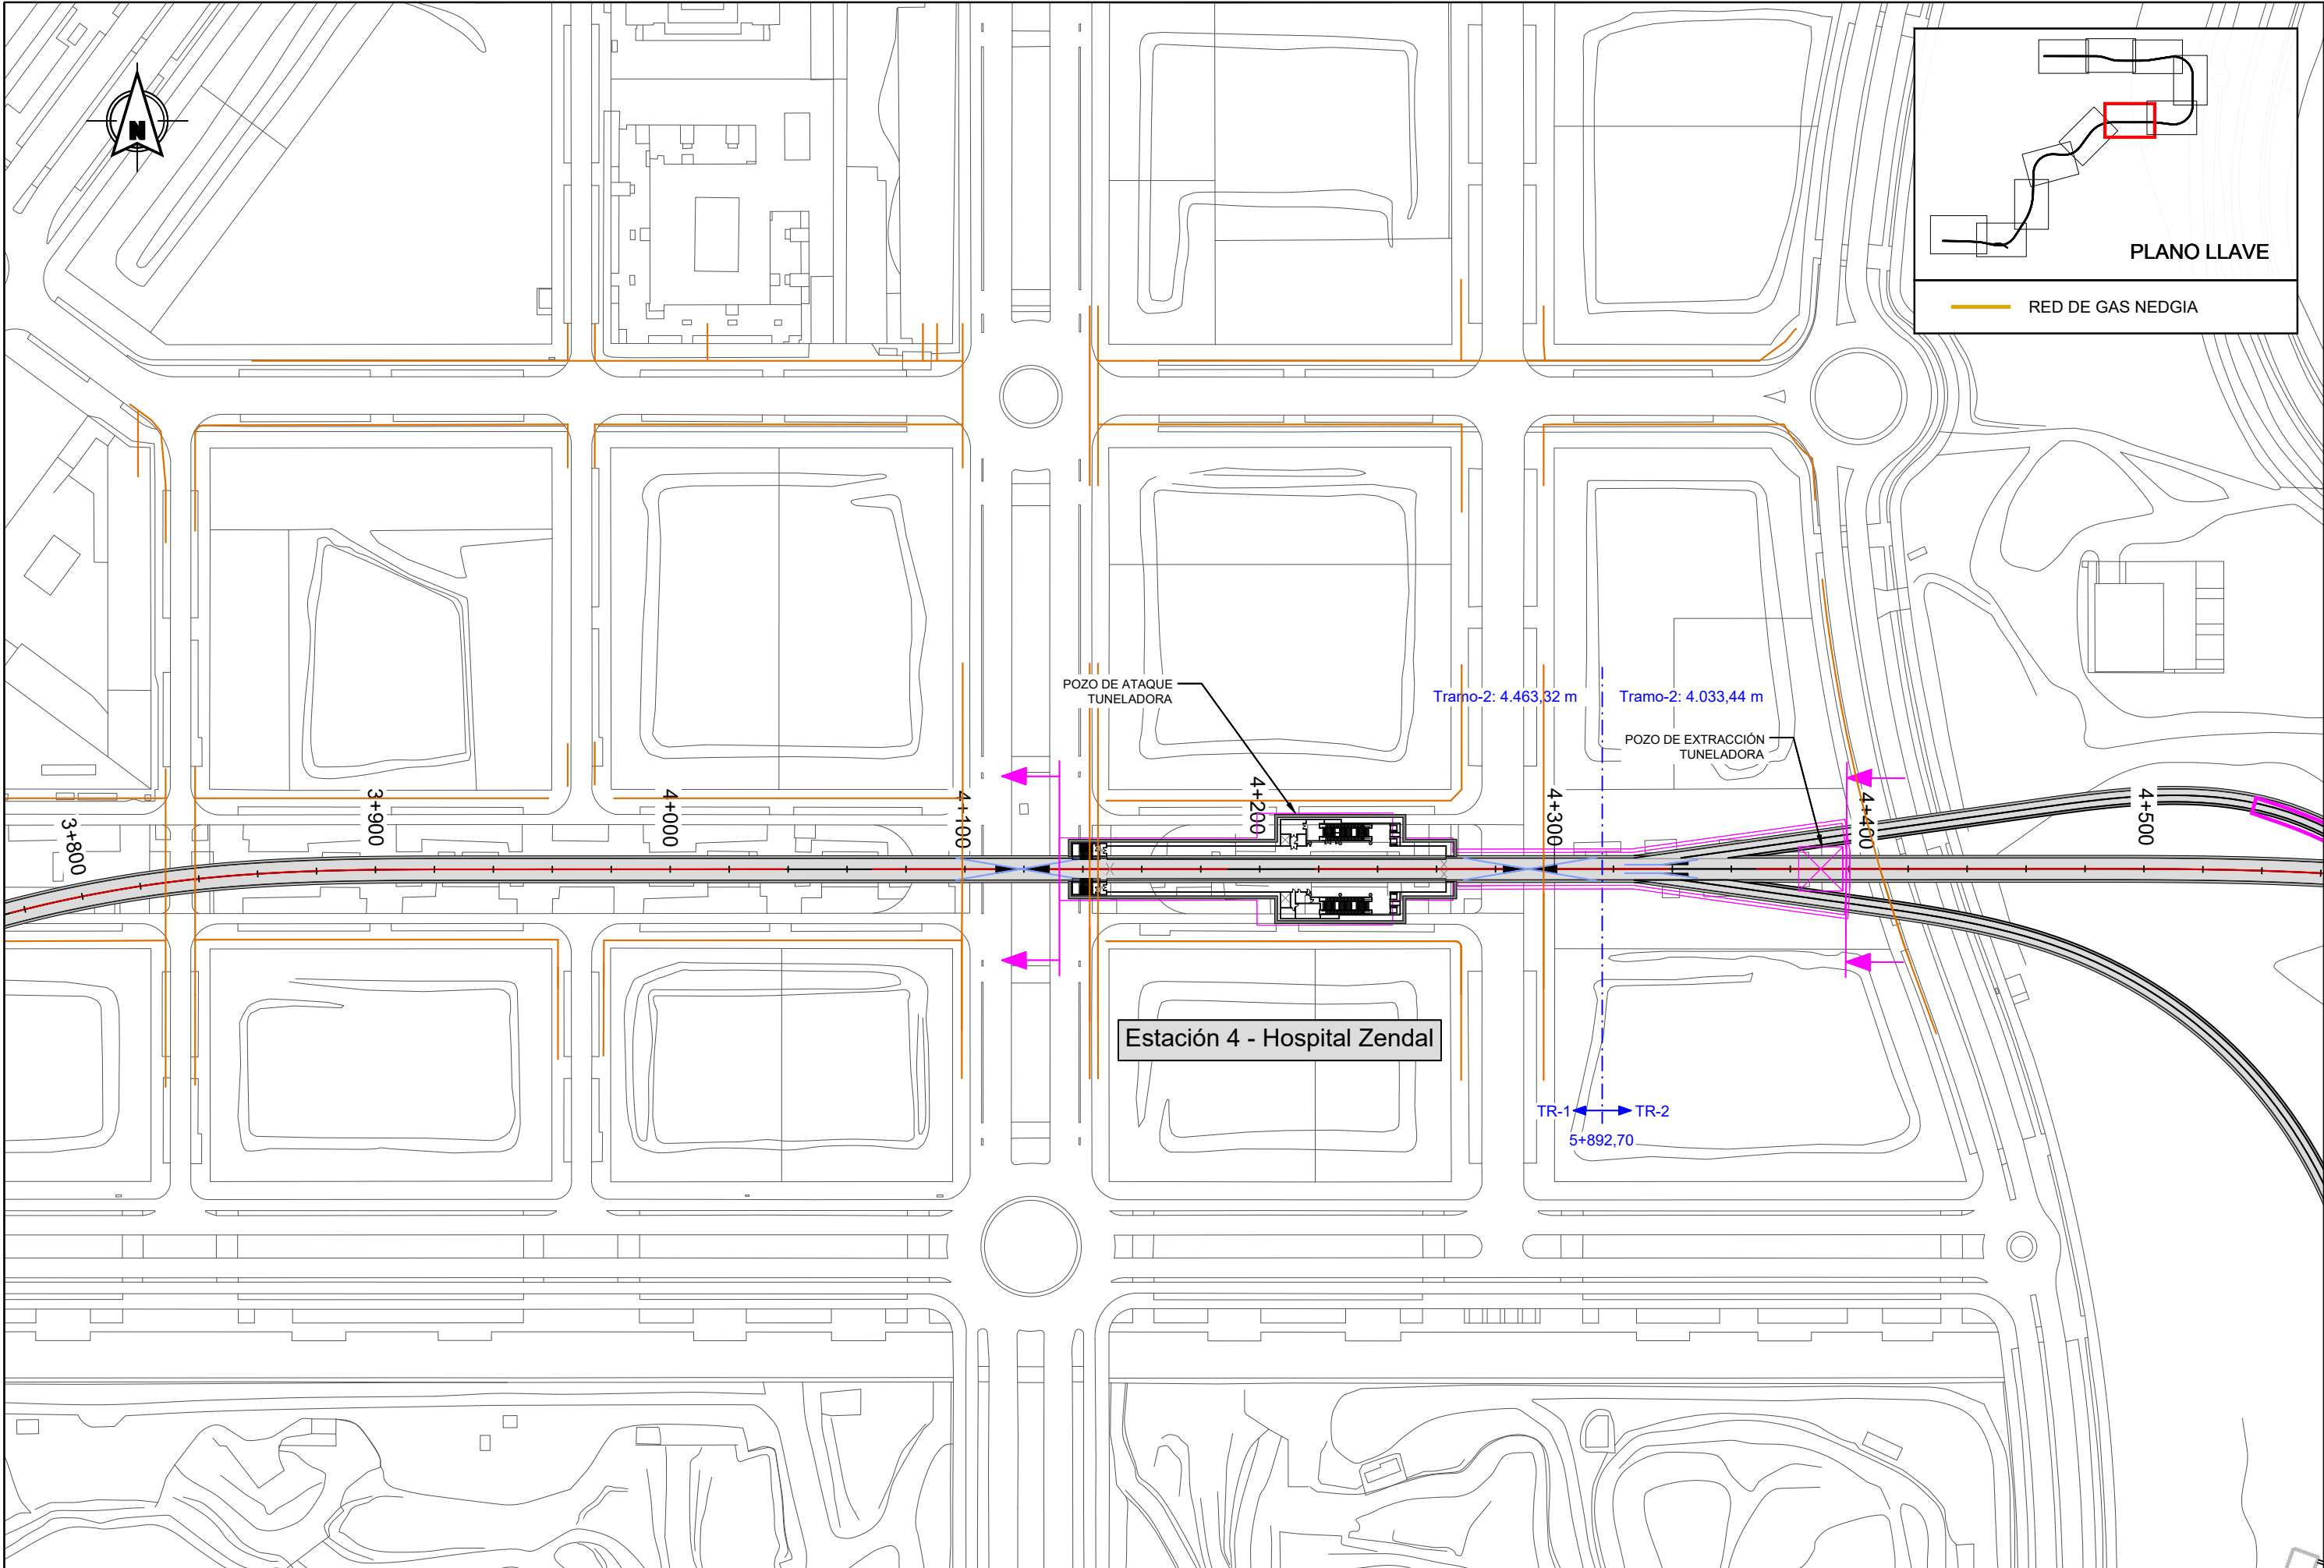 N
PLANO LLAVE
RED DE GAS NEDGIA
POZO DE ATAQUE
TUNELADORA
Tramo-2: 4.463,32 m
Tramo-2: 4.033,44 m
POZO DE EXTRACCIÓN
TUNELADORA
3+800
3+900
4+000
4+100
4+200
4+300
4+400
4+500
Estación 4 - Hospital Zendal
TR-1
TR-2
5+892,70